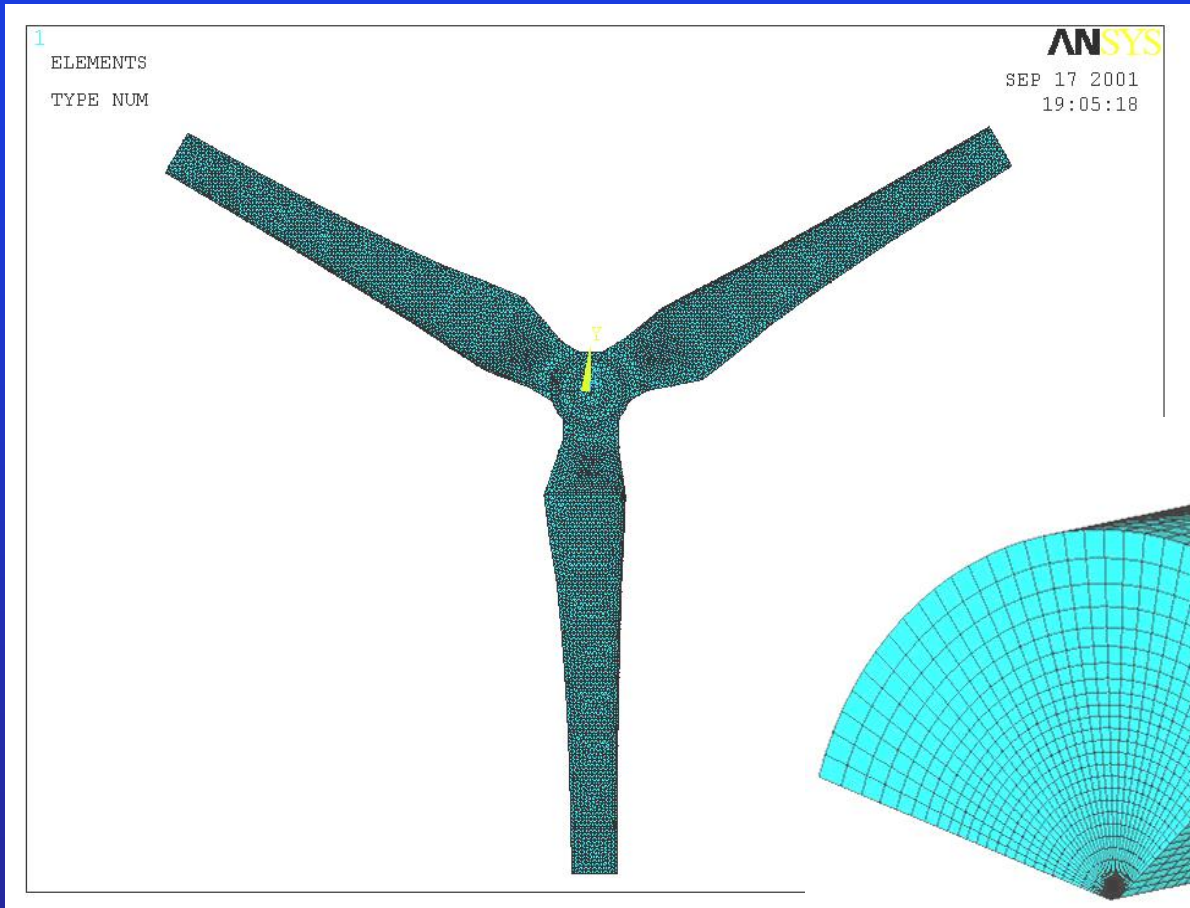 1
ELEMENTS
TYPE NUM
ANSYS
SEP 17 2001
19:05:18
Y